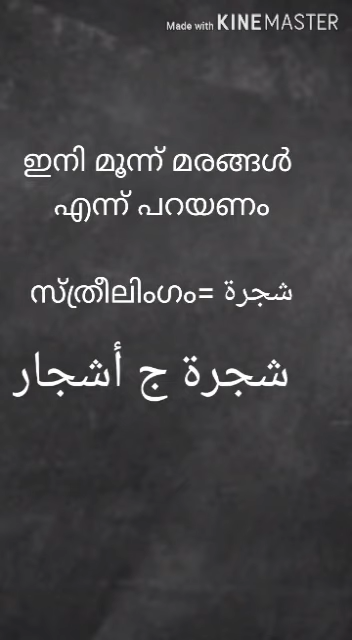 Made with KINEMASTER
ഇനി മൂന്ന് മരങ്ങൾ
എന്ന് പറയണം
സ്ത്രീലിംഗം= شجرة
شجرة ج أشجار